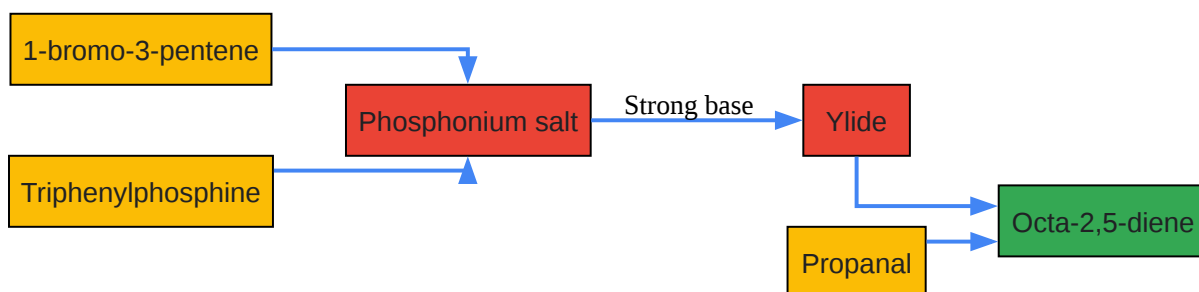 1-bromo-3-pentene
Triphenylphosphine
Phosphonium salt
Strong base
Ylide
Propanal
Octa-2,5-diene